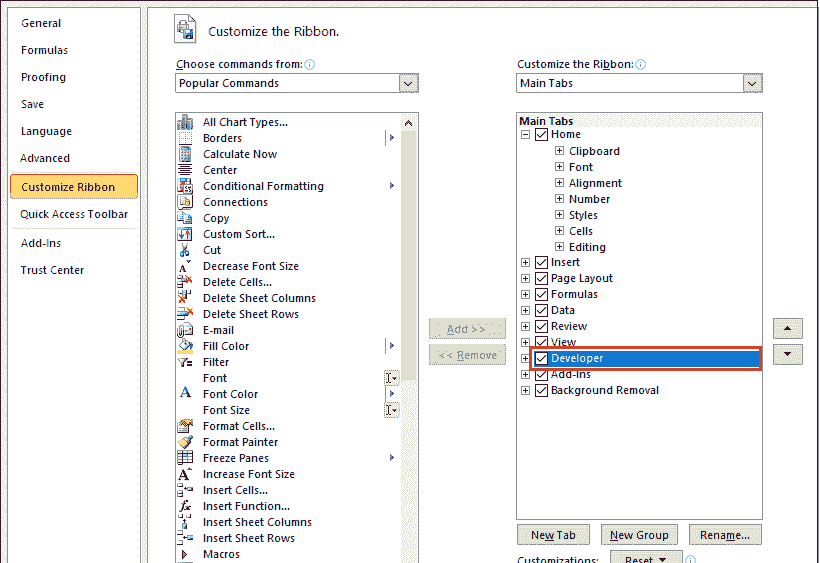 General
Formulas
Proofing
Save
Language
Advanced
Customize Ribbon
Quick Access Toolbar
Add-Ins
Trust Center
Customize the Ribbon.
Choose commands from:
Popular Commands
All Chart Types...
Borders
Calculate Now
Center
Conditional Formatting
Connections
Copy
Custom Sort...
Cut
Decrease Font Size
Delete Cells...
Delete Sheet Columns
Delete Sheet Rows
E-mail
Fill Color
Filter
Font
Font Color
Font Size
Format Cells...
Format Painter
Freeze Panes
Increase Font Size
Insert Cells...
Insert Function...
Insert Sheet Columns
Insert Sheet Rows
Macros
Add >>
<< Remove
Customize the Ribbon:
Main Tabs
Main Tabs
Home
Clipboard
Font
Alignment
Number
Styles
Cells
Editing
Insert
Page Layout
Formulas
Data
Review
View
Developer
Add-Ins
Background Removal
New Tab
New Group
Rename...
Customizations:
Reset